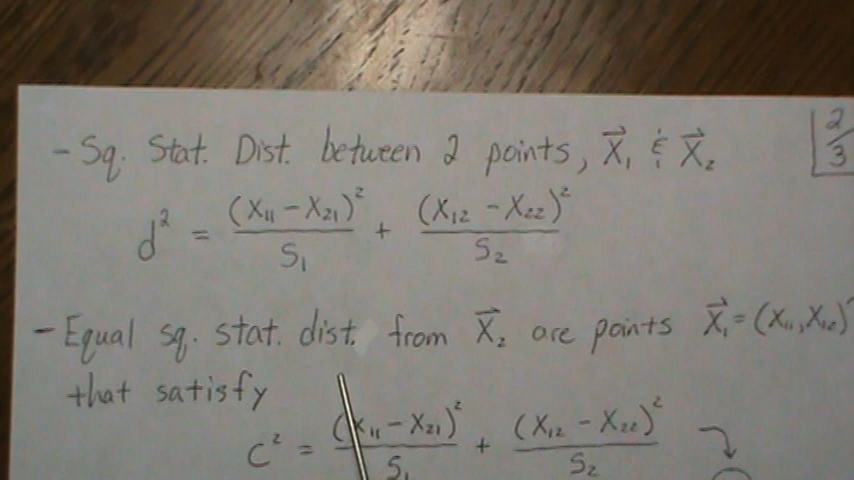 - Sq. Stat. Dist. between 2 points, X⃗₁ & X⃗₂
2/3
d² = (X₁₁ - X₂₁)²/S₁ + (X₁₂ - X₂₂)²/S₂
- Equal sq. stat. dist. from X⃗₂ are points X⃗₁ = (X₁₁, X₁₂)
that satisfy
c² = (X₁₁ - X₂₁)²/S₁ + (X₁₂ - X₂₂)²/S₂